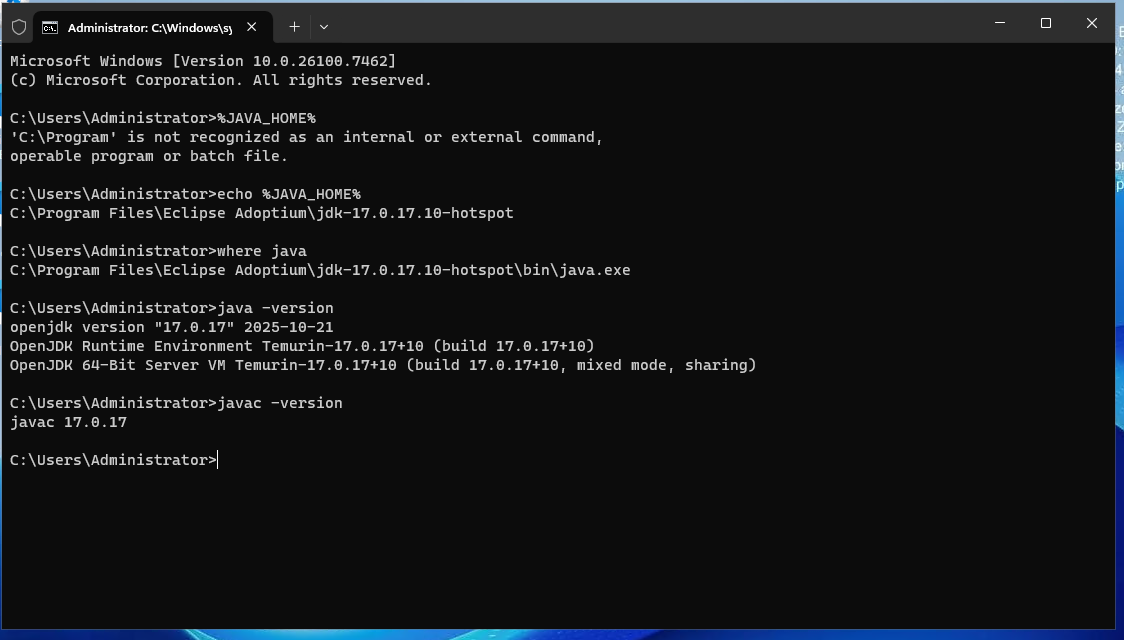 Administrator: C:\Windows\sy
Microsoft Windows [Version 10.0.26100.7462]
(c) Microsoft Corporation. All rights reserved.
C:\Users\Administrator>%JAVA_HOME%
'C:\Program' is not recognized as an internal or external command,
operable program or batch file.
C:\Users\Administrator>echo %JAVA_HOME%
C:\Program Files\Eclipse Adoptium\jdk-17.0.17.10-hotspot
C:\Users\Administrator>where java
C:\Program Files\Eclipse Adoptium\jdk-17.0.17.10-hotspot\bin\java.exe
C:\Users\Administrator>java -version
openjdk version "17.0.17" 2025-10-21
OpenJDK Runtime Environment Temurin-17.0.17+10 (build 17.0.17+10)
OpenJDK 64-Bit Server VM Temurin-17.0.17+10 (build 17.0.17+10, mixed mode, sharing)
C:\Users\Administrator>javac -version
javac 17.0.17
C:\Users\Administrator>